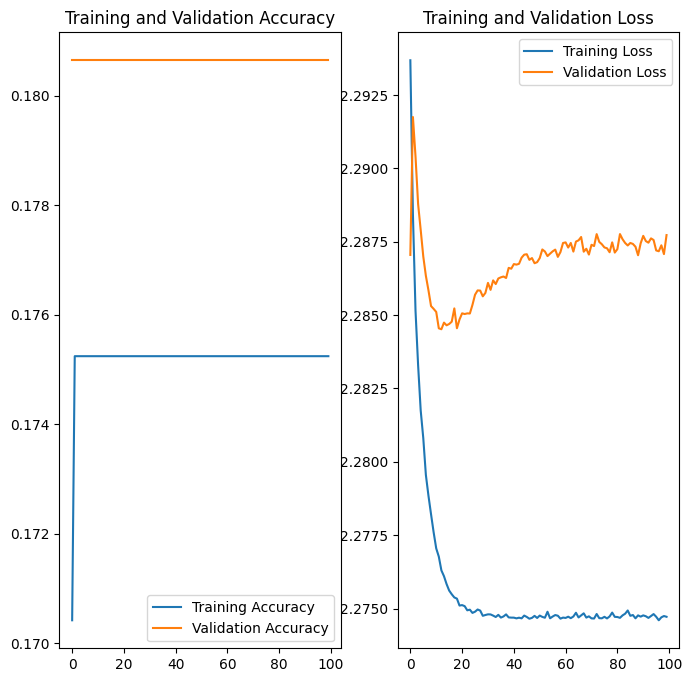 Training and Validation Accuracy
0.180
0.178
0.176
0.174
0.172
0.170
0 20 40 60 80 100
Training Accuracy
Validation Accuracy
Training and Validation Loss
2.2925
2.2900
2.2875
2.2850
2.2825
2.2800
2.2775
2.2750
0 20 40 60 80 100
Training Loss
Validation Loss